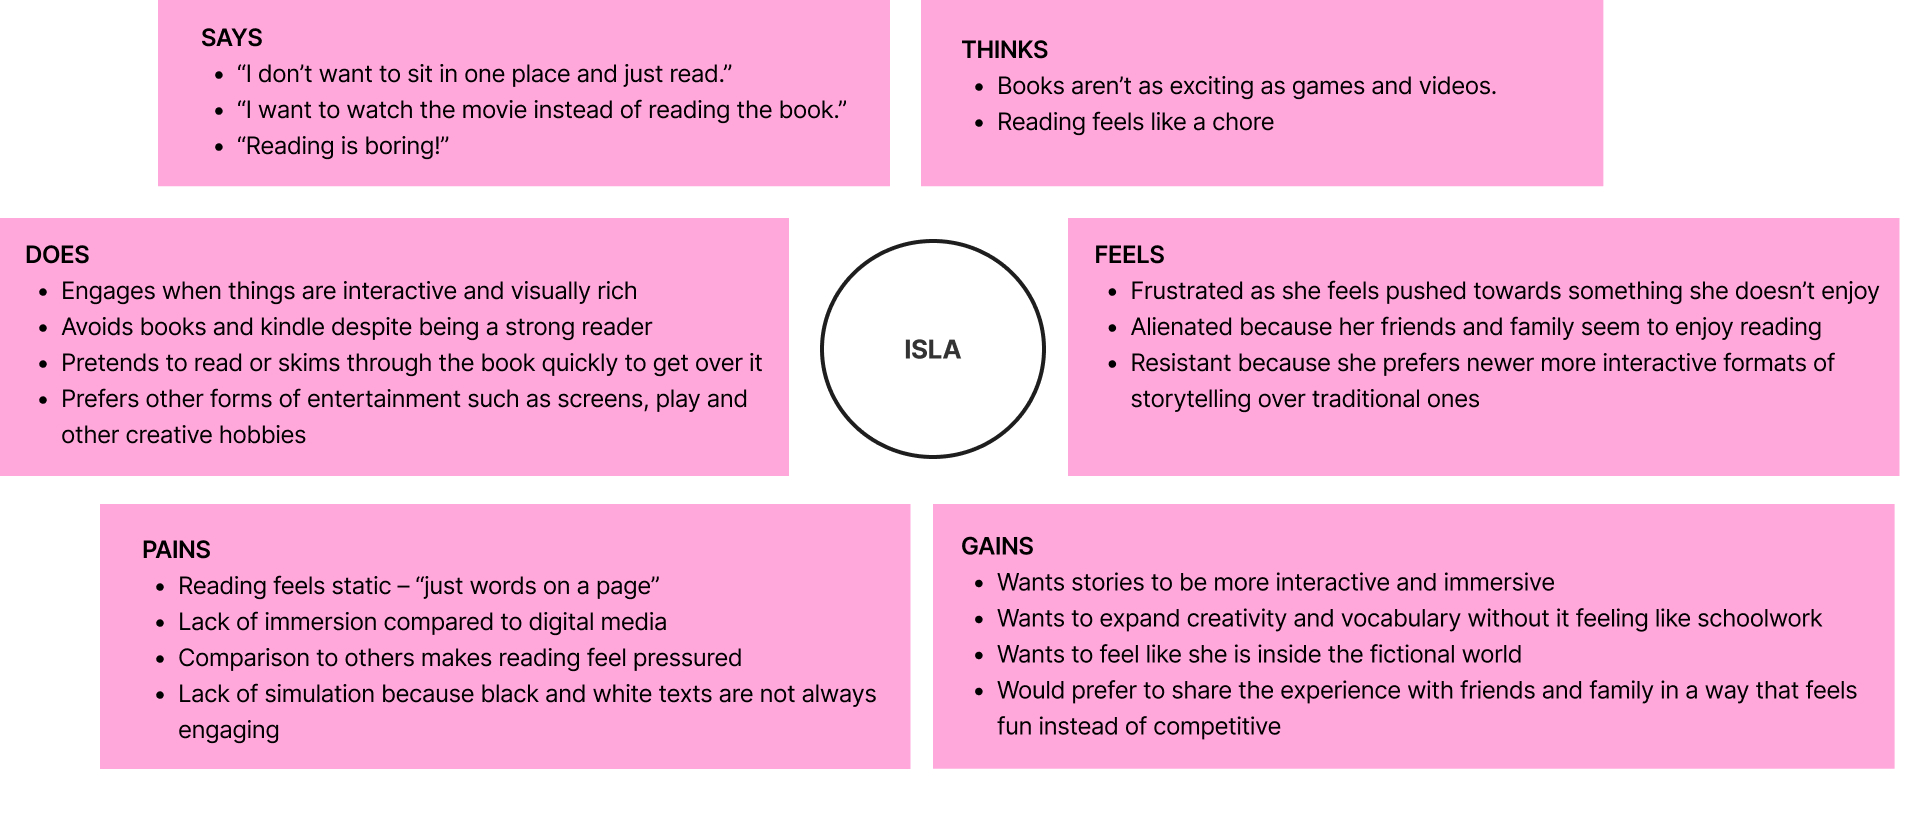 SAYS
• “I don’t want to sit in one place and just read.”
• “I want to watch the movie instead of reading the book.”
• “Reading is boring!”
THINKS
• Books aren’t as exciting as games and videos.
• Reading feels like a chore
DOES
• Engages when things are interactive and visually rich
• Avoids books and kindle despite being a strong reader
• Pretends to read or skims through the book quickly to get over it
• Prefers other forms of entertainment such as screens, play and
other creative hobbies
ISLA
FEELS
• Frustrated as she feels pushed towards something she doesn’t enjoy
• Alienated because her friends and family seem to enjoy reading
• Resistant because she prefers newer more interactive formats of
storytelling over traditional ones
PAINS
• Reading feels static – “just words on a page”
• Lack of immersion compared to digital media
• Comparison to others makes reading feel pressured
• Lack of simulation because black and white texts are not always
engaging
GAINS
• Wants stories to be more interactive and immersive
• Wants to expand creativity and vocabulary without it feeling like schoolwork
• Wants to feel like she is inside the fictional world
• Would prefer to share the experience with friends and family in a way that feels
fun instead of competitive